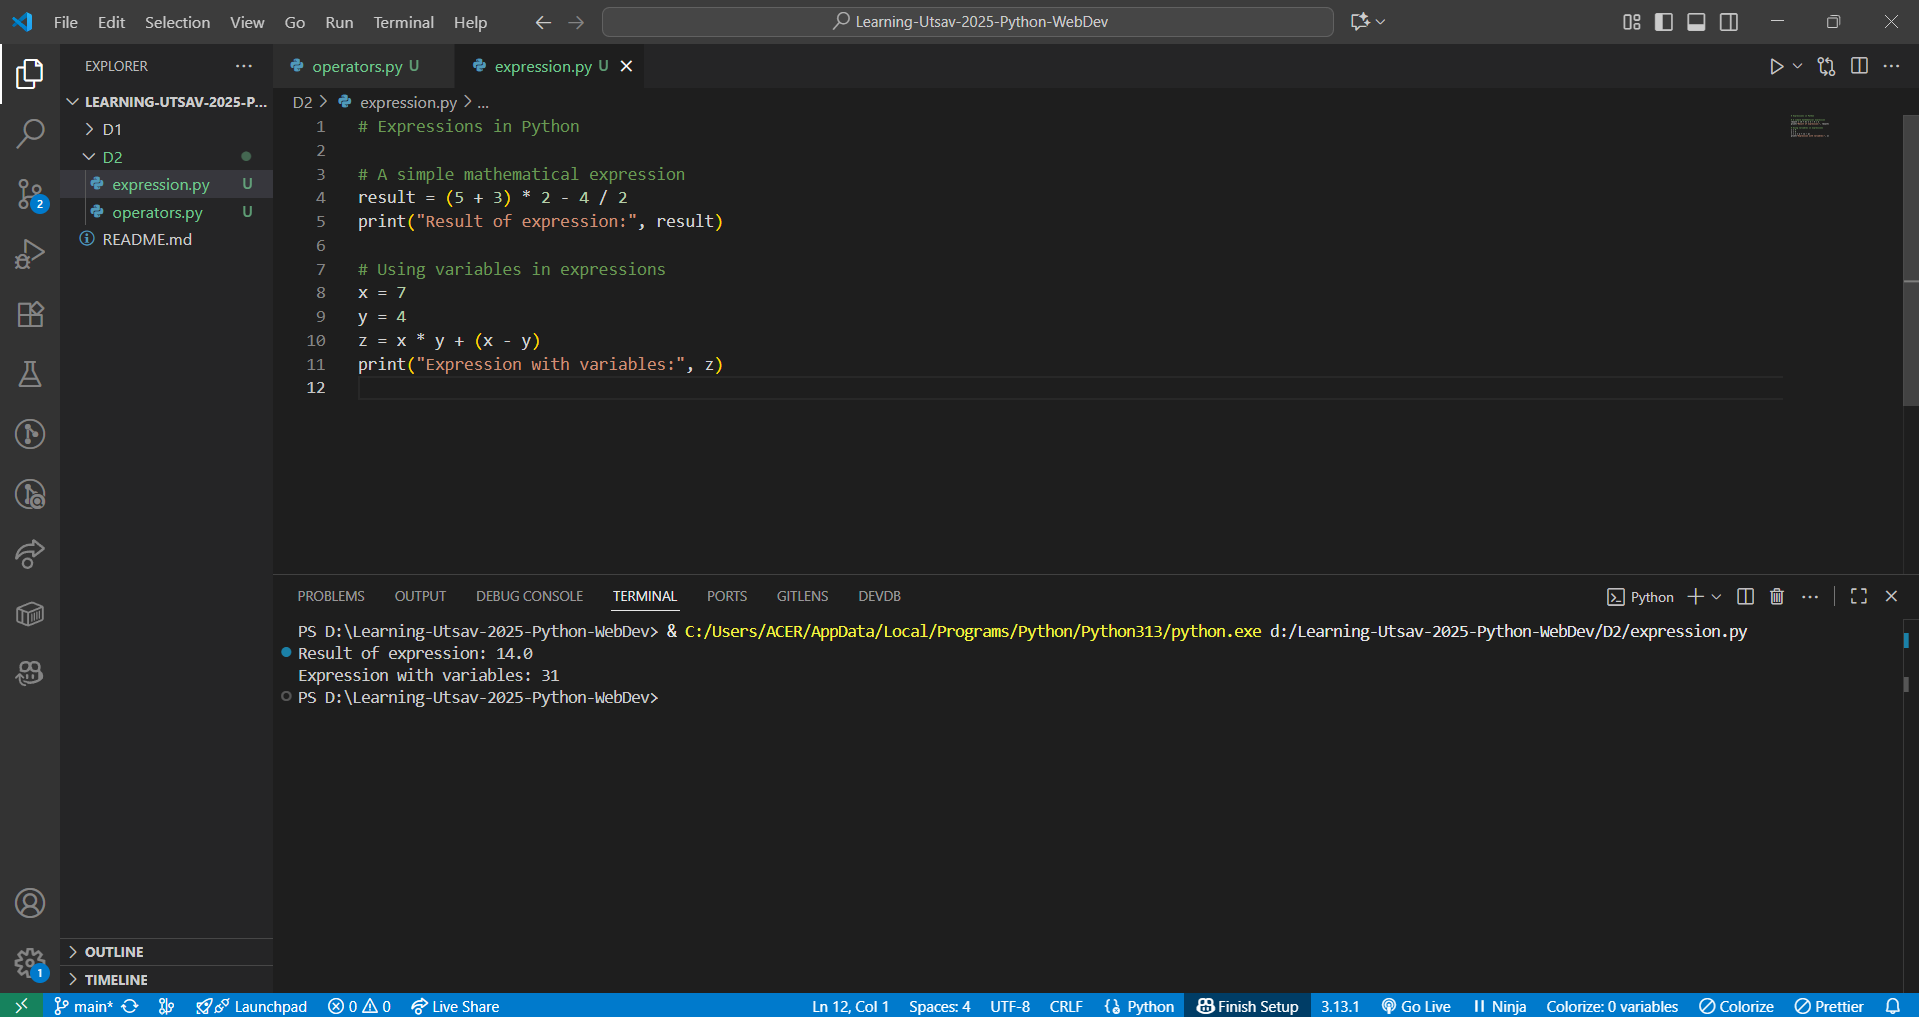 File Edit Selection View Go Run Terminal Help
Learning-Utsav-2025-Python-WebDev
EXPLORER
LEARNING-UTSAV-2025-P...
D1
D2
expression.py U
operators.py U
README.md
OUTLINE
TIMELINE
2
1
operators.py U
expression.py U
D2 > expression.py > ...
1 # Expressions in Python
2
3 # A simple mathematical expression
4 result = (5 + 3) * 2 - 4 / 2
5 print("Result of expression:", result)
6
7 # Using variables in expressions
8 x = 7
9 y = 4
10 z = x * y + (x - y)
11 print("Expression with variables:", z)
12
PROBLEMS OUTPUT DEBUG CONSOLE TERMINAL PORTS GITLENS DEVDB
Python
PS D:\Learning-Utsav-2025-Python-WebDev> & C:/Users/ACER/AppData/Local/Programs/Python/Python313/python.exe d:/Learning-Utsav-2025-Python-WebDev/D2/expression.py
Result of expression: 14.0
Expression with variables: 31
PS D:\Learning-Utsav-2025-Python-WebDev>
main* Launchpad 0 0 Live Share Ln 12, Col 1 Spaces: 4 UTF-8 CRLF Python Finish Setup 3.13.1 Go Live Ninja Colorize: 0 variables Colorize Prettier